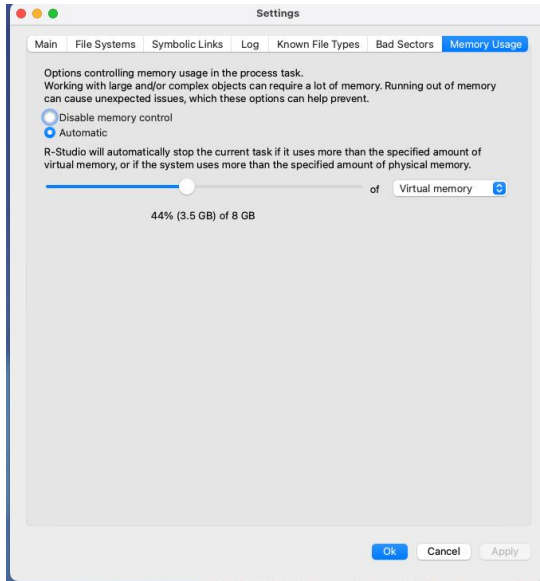 Settings
Main File Systems Symbolic Links Log Known File Types Bad Sectors Memory Usage
Options controlling memory usage in the process task.
Working with large and/or complex objects can require a lot of memory. Running out of memory
can cause unexpected issues, which these options can help prevent.
Disable memory control
Automatic
R-Studio will automatically stop the current task if it uses more than the specified amount of
virtual memory, or if the system uses more than the specified amount of physical memory.
of Virtual memory
44% (3.5 GB) of 8 GB
Ok Cancel Apply